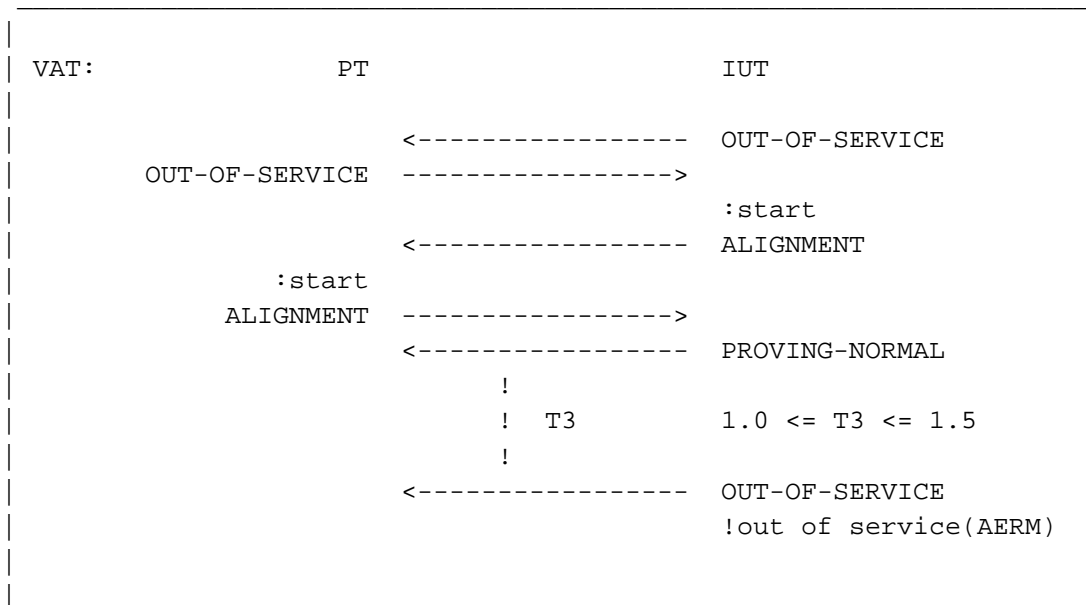 VAT: PT IUT
<----------------- OUT-OF-SERVICE
OUT-OF-SERVICE ----------------->
:start
<----------------- ALIGNMENT
:start
ALIGNMENT ----------------->
<----------------- PROVING-NORMAL
!
! T3 1.0 <= T3 <= 1.5
!
<----------------- OUT-OF-SERVICE
!out of service(AERM)